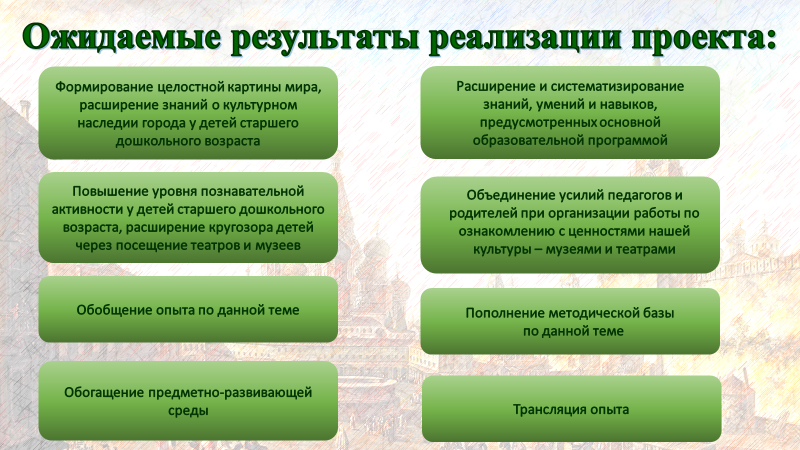 Ожидаемые результаты реализации проекта:
Формирование целостной картины мира,
расширение знаний о культурном
наследии города у детей старшего
дошкольного возраста
Расширение и систематизирование
знаний, умений и навыков,
предусмотренных основной
образовательной программой
Повышение уровня познавательной
активности у детей старшего дошкольного
возраста, расширение кругозора детей
через посещение театров и музеев
Объединение усилий педагогов и
родителей при организации работы по
ознакомлению с ценностями нашей
культуры – музеями и театрами
Обобщение опыта по данной теме
Пополнение методической базы
по данной теме
Обогащение предметно-развивающей
среды
Трансляция опыта